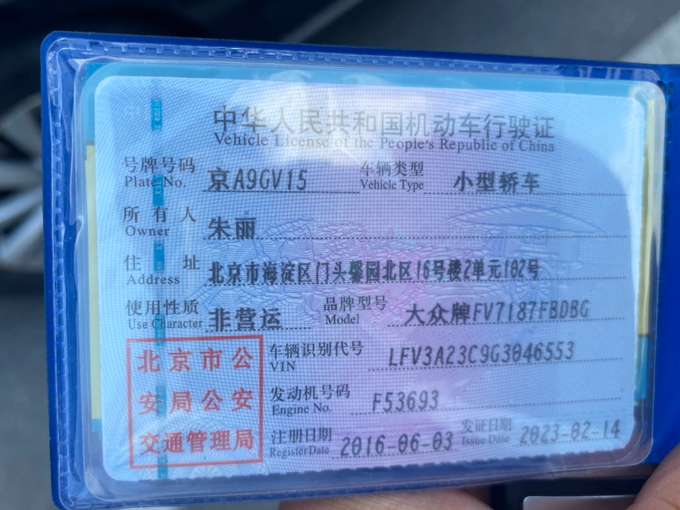 中华人民共和国机动车行驶证
Vehicle License of the People's Republic of China
号牌号码 京A9GV15 车辆类型 小型轿车
Plate No. Vehicle Type
所有人 朱丽
Owner
住址 北京市海淀区门头馨园北区16号楼2单元102号
Address
使用性质 非营运 品牌型号 大众牌FV7187FBDBG
Use Character Model
北京市公安局公安交通管理局
车辆识别代号 LFV3A23C9G3046553
VIN
发动机号码 F53693
Engine No.
注册日期 2016-06-03 发证日期 2023-02-14
Register Date Issue Date